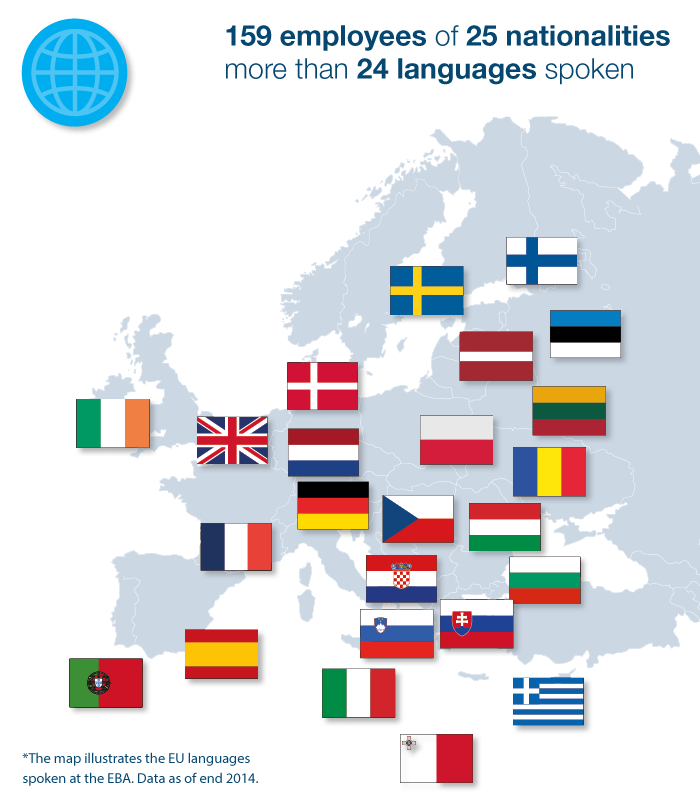 159 employees of 25 nationalities
more than 24 languages spoken
*The map illustrates the EU languages
spoken at the EBA. Data as of end 2014.